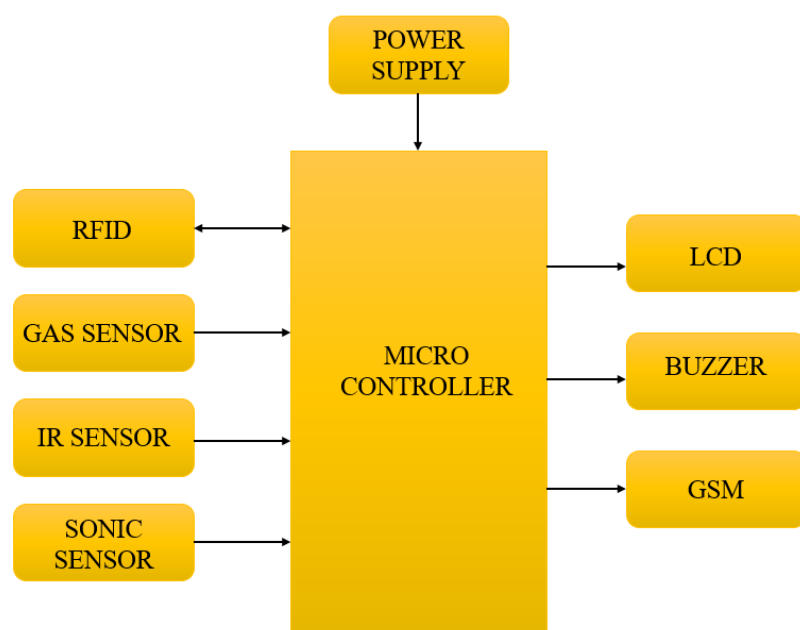 POWER
SUPPLY
RFID
GAS SENSOR
IR SENSOR
SONIC
SENSOR
MICRO
CONTROLLER
LCD
BUZZER
GSM